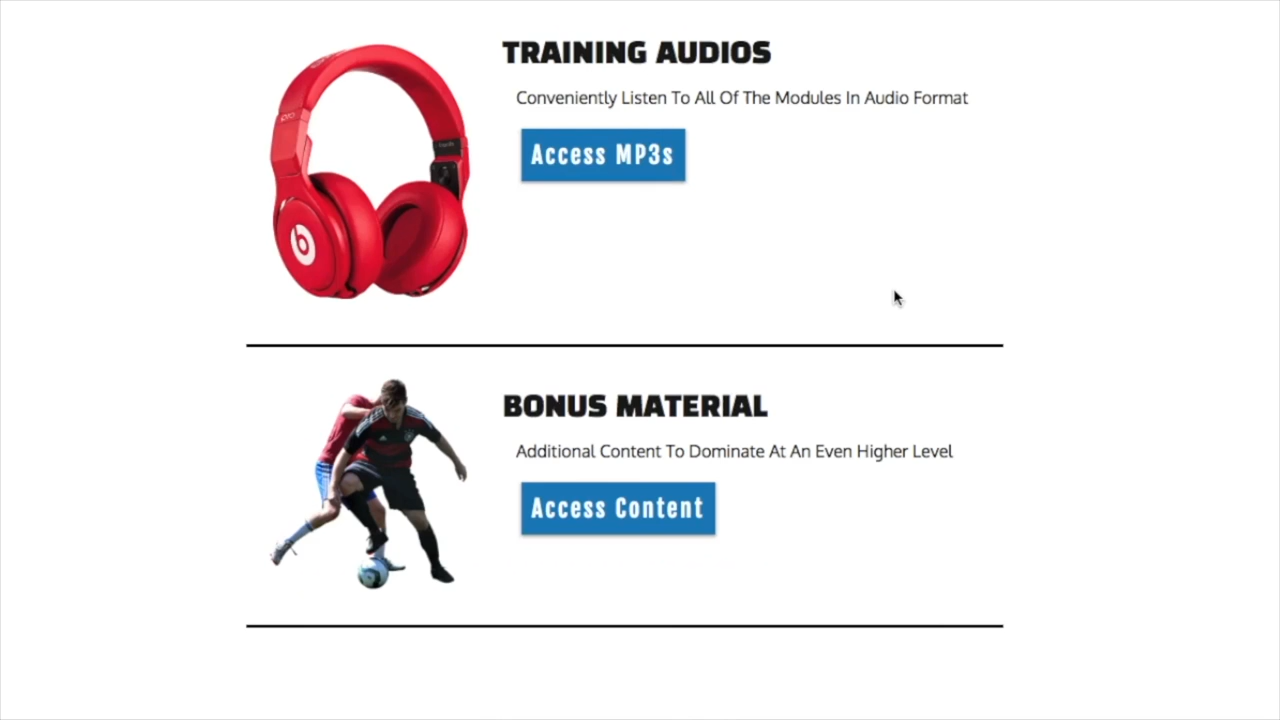 TRAINING AUDIOS
Conveniently Listen To All Of The Modules In Audio Format
Access MP3s
b
BONUS MATERIAL
Additional Content To Dominate At An Even Higher Level
Access Content